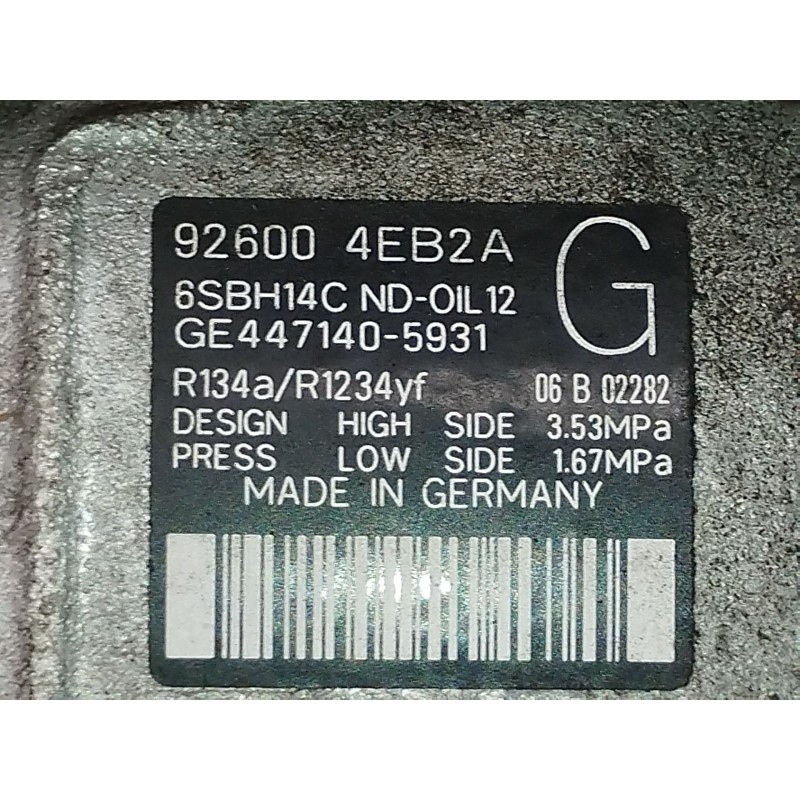 92600 4EB2A
G
6SBH14C ND-OIL12
GE447140-5931
R134a/R1234yf 06 B 02282
DESIGN HIGH SIDE 3.53MPa
PRESS LOW SIDE 1.67MPa
MADE IN GERMANY